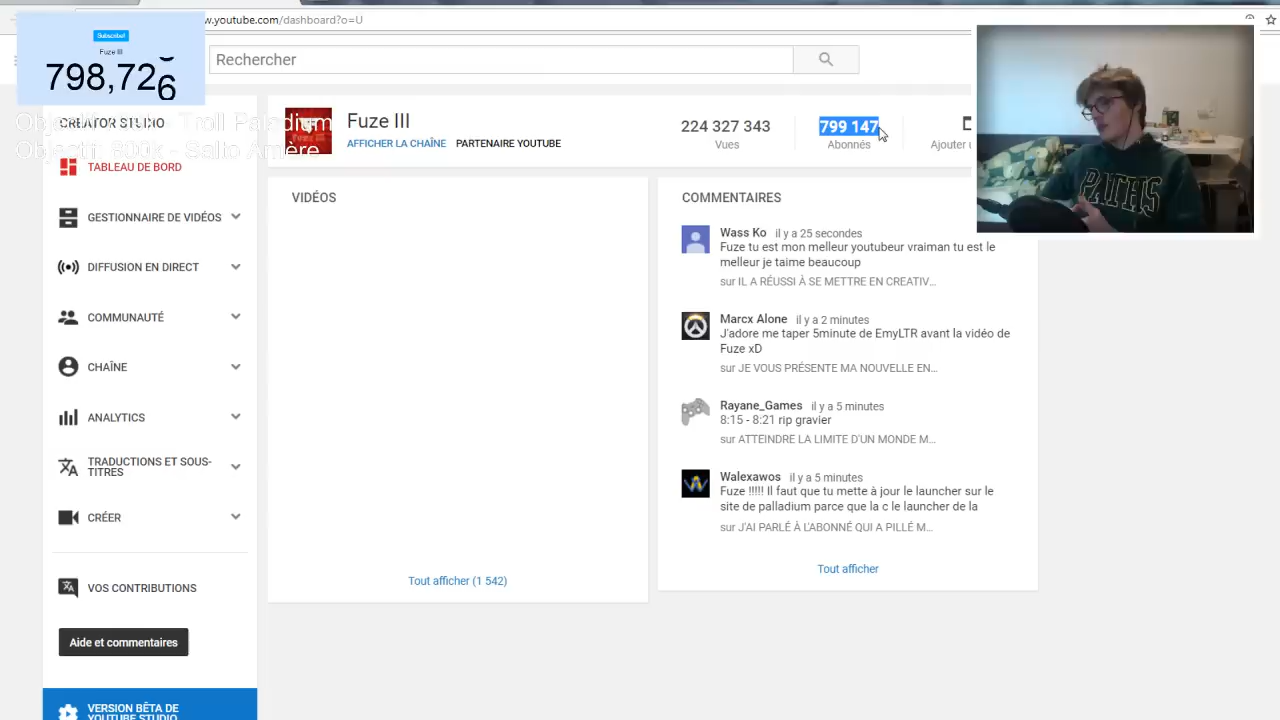 w.youtube.com/dashboard?o=U
Subscribe!
Fuze III
798,726
Rechercher
CREATOR STUDIO
Troll Paladium
Objectif 800k - Salto Arrière
TABLEAU DE BORD
GESTIONNAIRE DE VIDÉOS
DIFFUSION EN DIRECT
COMMUNAUTÉ
CHAÎNE
ANALYTICS
TRADUCTIONS ET SOUS-
TITRES
CRÉER
VOS CONTRIBUTIONS
Aide et commentaires
VERSION BÊTA DE
YOUTUBE STUDIO
Fuze III
AFFICHER LA CHAÎNE PARTENAIRE YOUTUBE
224 327 343
Vues
799 147
Abonnés
Ajouter u
VIDÉOS
Tout afficher (1 542)
COMMENTAIRES
Wass Ko il y a 25 secondes
Fuze tu est mon meilleur youtubeur vraiman tu est le
melleur je taime beaucoup
sur IL A RÉUSSI À SE METTRE EN CREATIV...
Marcx Alone il y a 2 minutes
J'adore me taper 5minute de EmyLTR avant la vidéo de
Fuze xD
sur JE VOUS PRÉSENTE MA NOUVELLE EN...
Rayane_Games il y a 5 minutes
8:15 - 8:21 rip gravier
sur ATTEINDRE LA LIMITE D'UN MONDE M...
Walexawos il y a 5 minutes
Fuze !!!!! Il faut que tu mette à jour le launcher sur le
site de palladium parce que la c le launcher de la
sur J'AI PARLÉ À L'ABONNÉ QUI A PILLÉ M...
Tout afficher